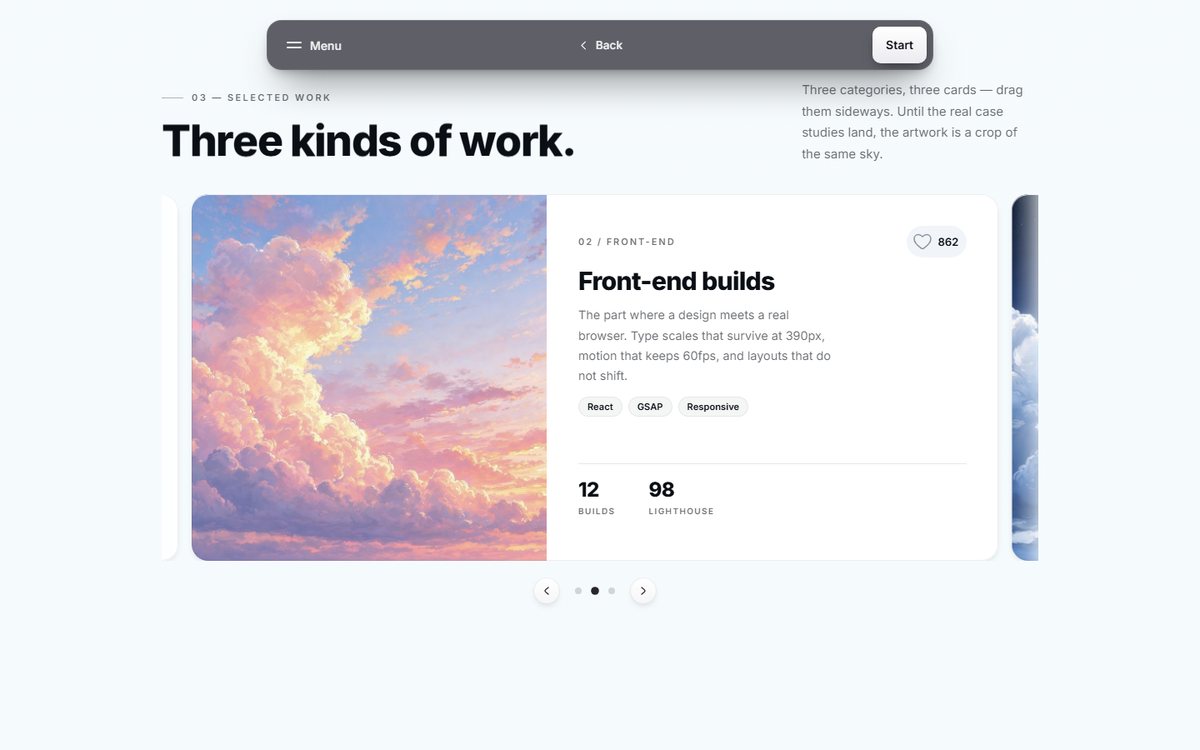 Menu
Back
Start
03 — SELECTED WORK
Three kinds of work.
Three categories, three cards — drag
them sideways. Until the real case
studies land, the artwork is a crop of
the same sky.
02 / FRONT-END
862
Front-end builds
The part where a design meets a real
browser. Type scales that survive at 390px,
motion that keeps 60fps, and layouts that do
not shift.
React
GSAP
Responsive
12
BUILDS
98
LIGHTHOUSE